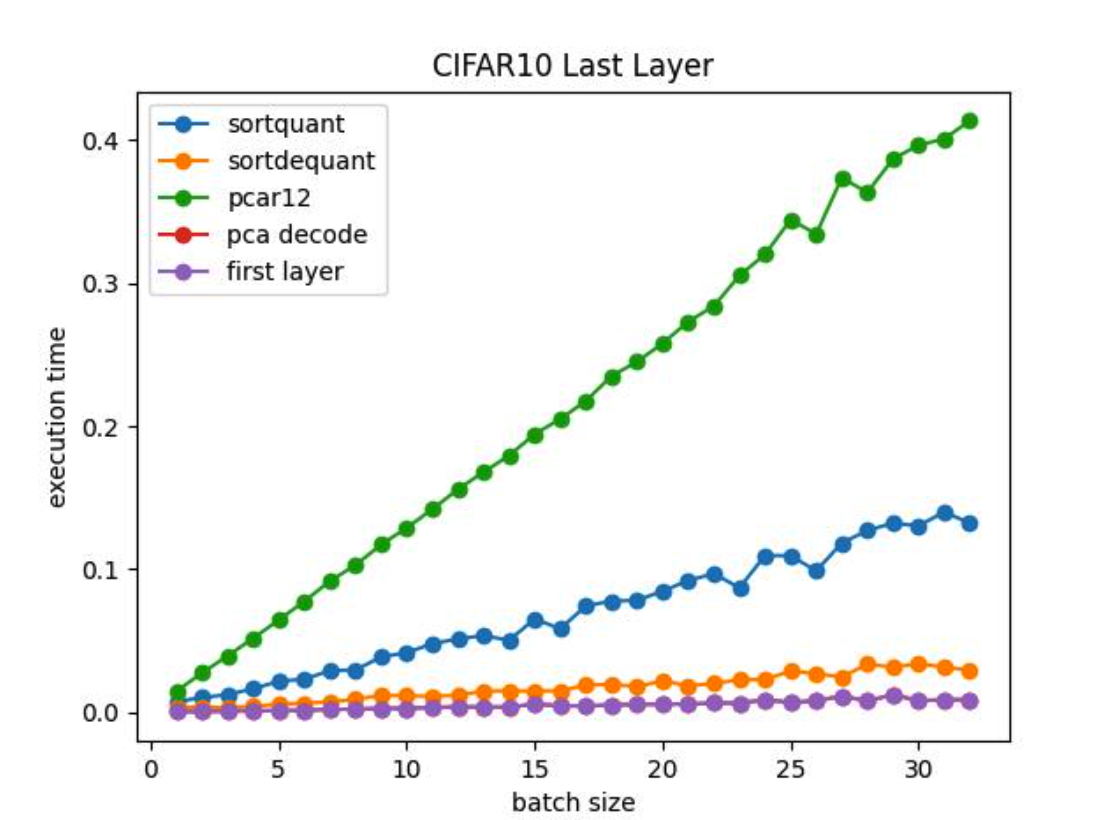 CIFAR10 Last Layer
sortquant
sortdequant
pcar12
pca decode
first layer
0.4
0.3
0.2
0.1
0.0
execution time
0 5 10 15 20 25 30
batch size